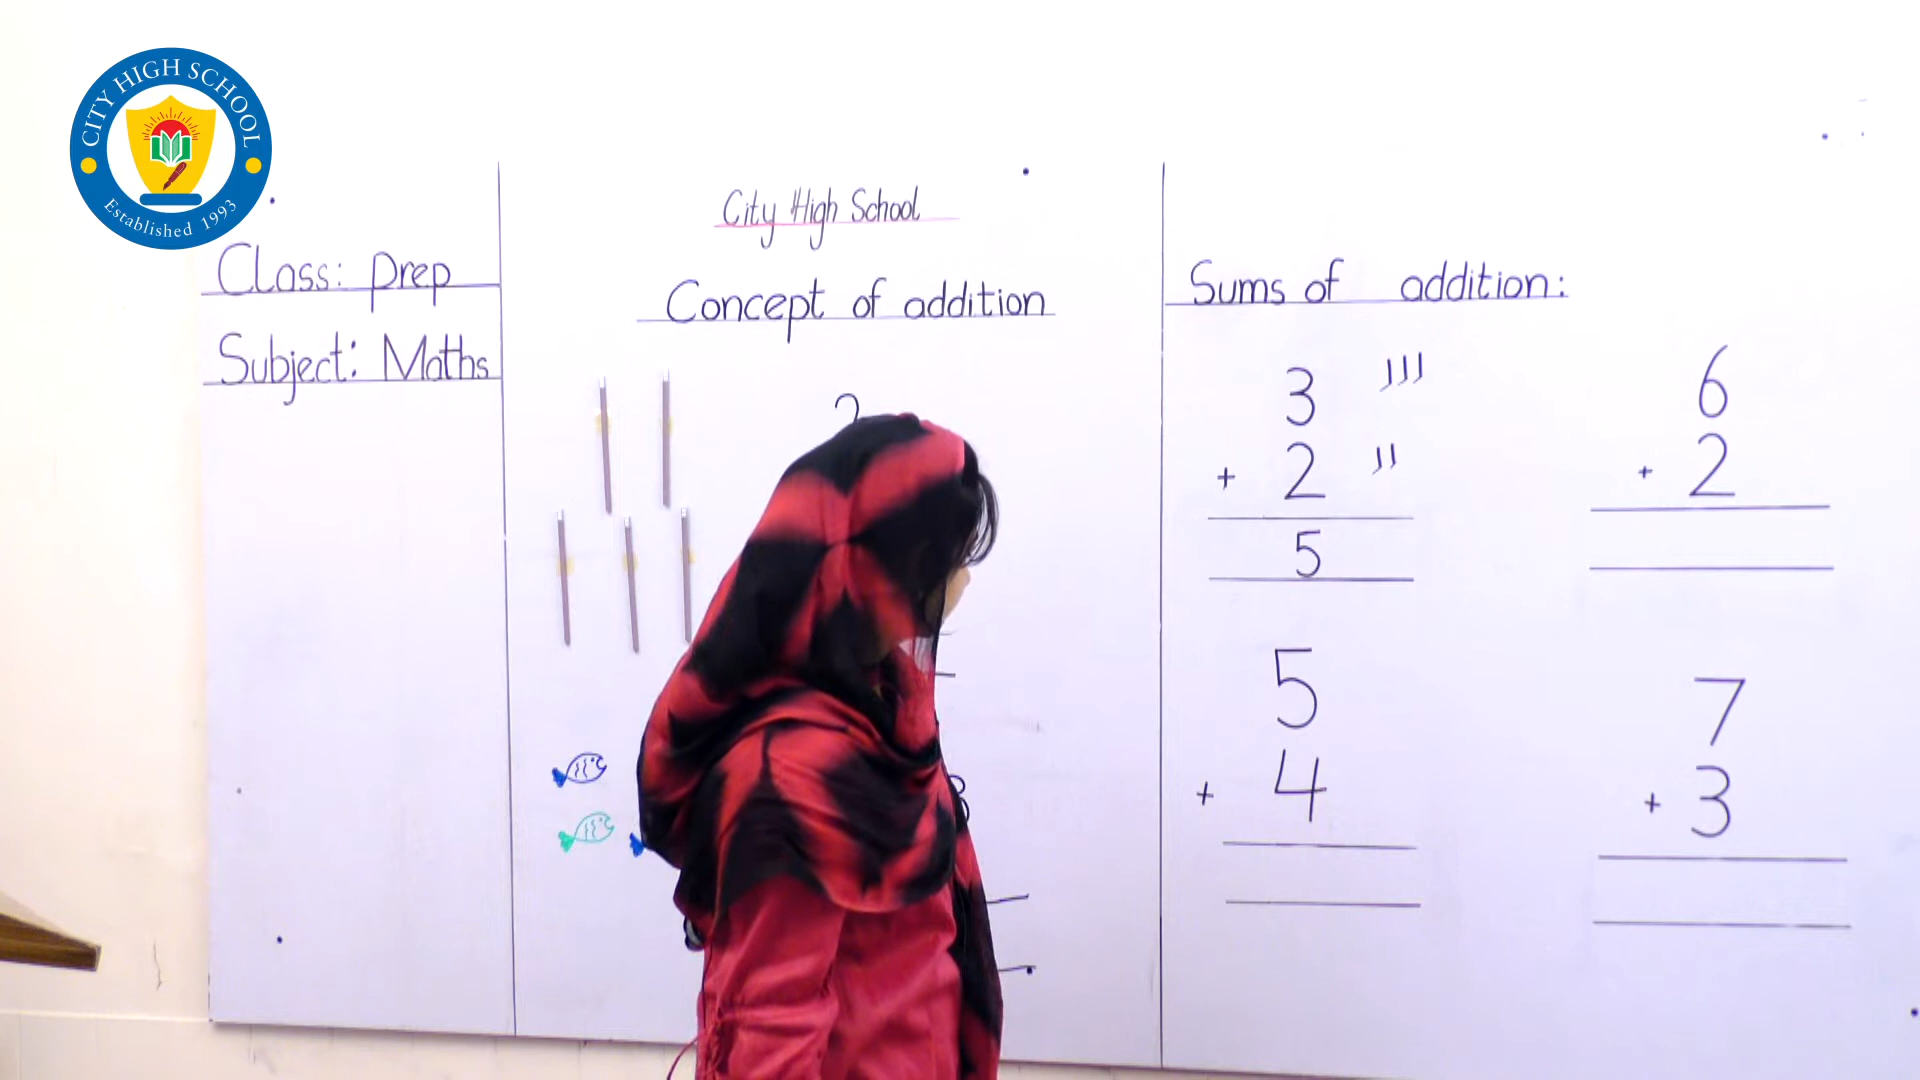 CITY HIGH SCHOOL
Established 1993
City High School
Class: Prep
Concept of addition
Subject: Maths
Sums of addition:
3
+ 2
5
6
+ 2
5
+ 4
7
+ 3